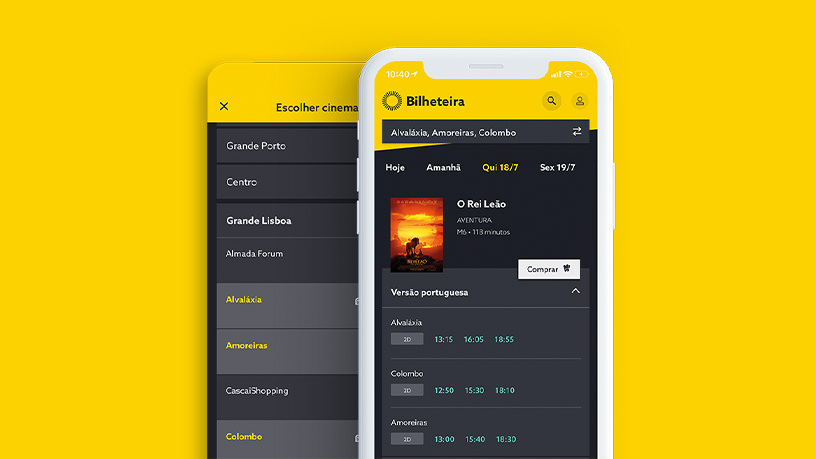 Escolher cinema
Grande Porto
Centro
Grande Lisboa
Almada Forum
Alvaláxia
Amoreiras
CascaiShopping
Colombo
10:40
Bilheteira
Alvaláxia, Amoreiras, Colombo
Hoje Amanhã Qui 18/7 Sex 19/7
O Rei Leão
AVENTURA
M6 • 118 minutos
Comprar
Versão portuguesa
Alvaláxia
2D 13:15 16:05 18:55
Colombo
2D 12:50 15:30 18:10
Amoreiras
2D 13:00 15:40 18:30